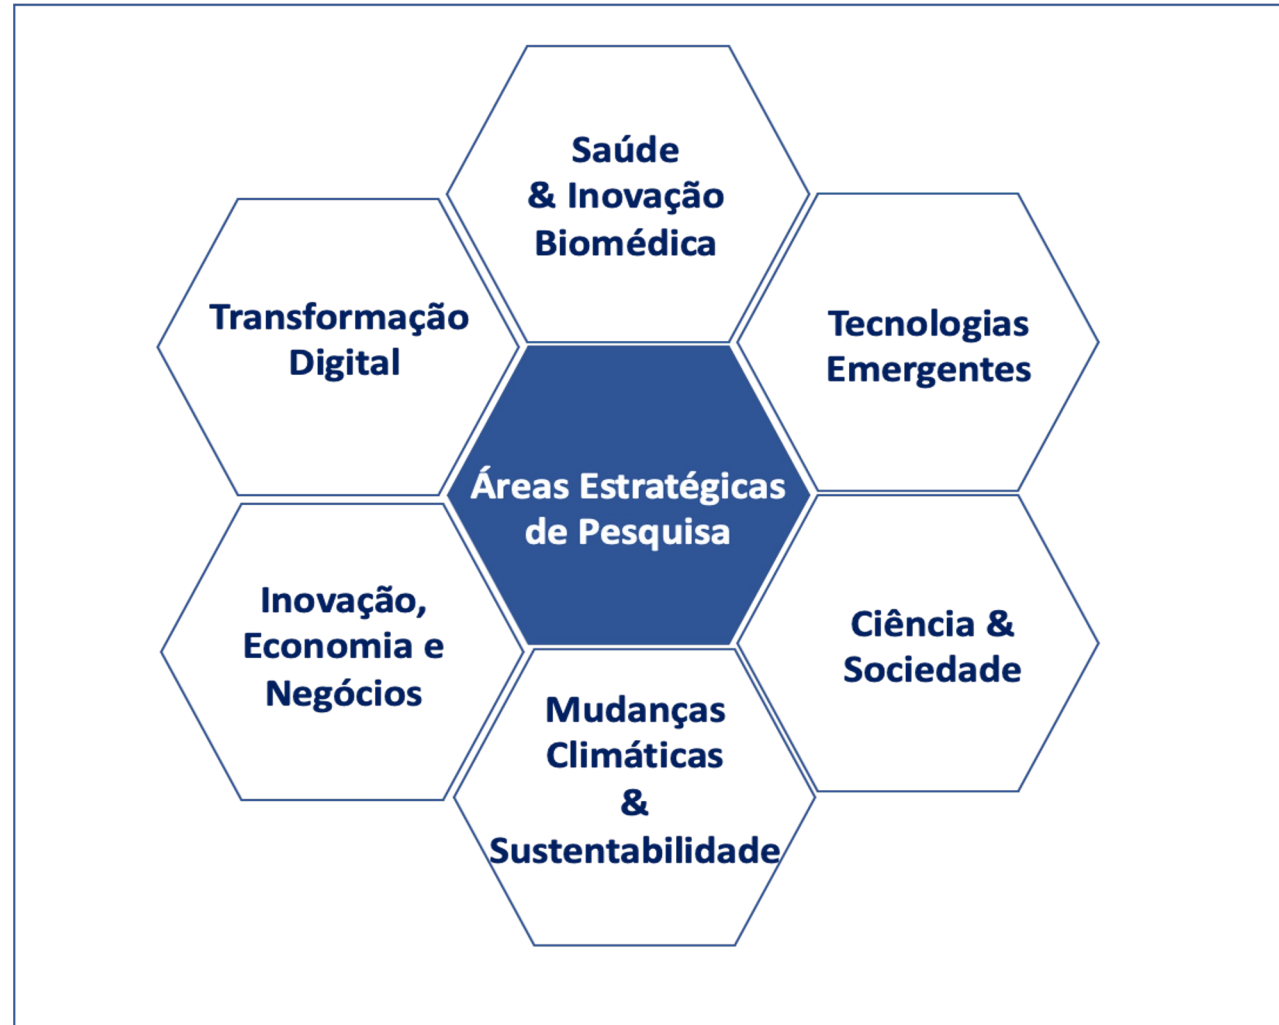 Saúde
& Inovação
Biomédica
Transformação
Digital
Tecnologias
Emergentes
Áreas Estratégicas
de Pesquisa
Inovação,
Economia e
Negócios
Ciência &
Sociedade
Mudanças
Climáticas
&
Sustentabilidade